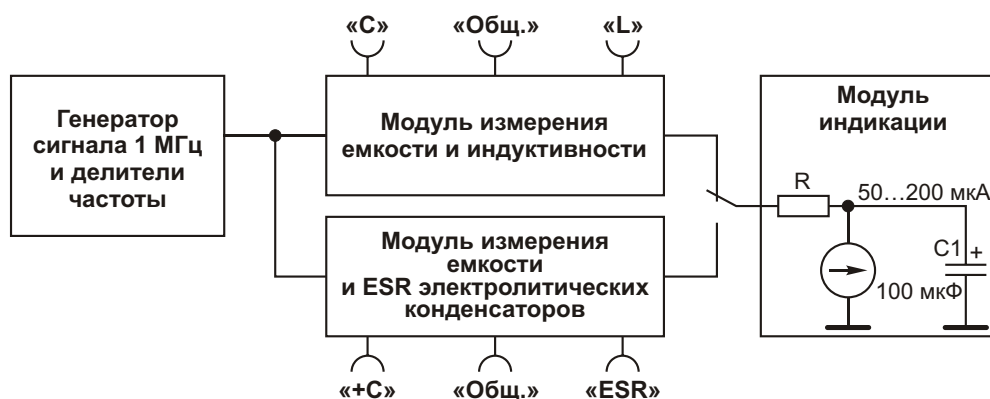 «C»
«Общ.»
«L»
Генератор
сигнала 1 МГц
и делители
частоты
Модуль измерения
емкости и индуктивности
Модуль
индикации
R
50...200 мкА
C1
+
100 мкФ
Модуль измерения
емкости
и ESR электролитических
конденсаторов
«+C»
«Общ.»
«ESR»